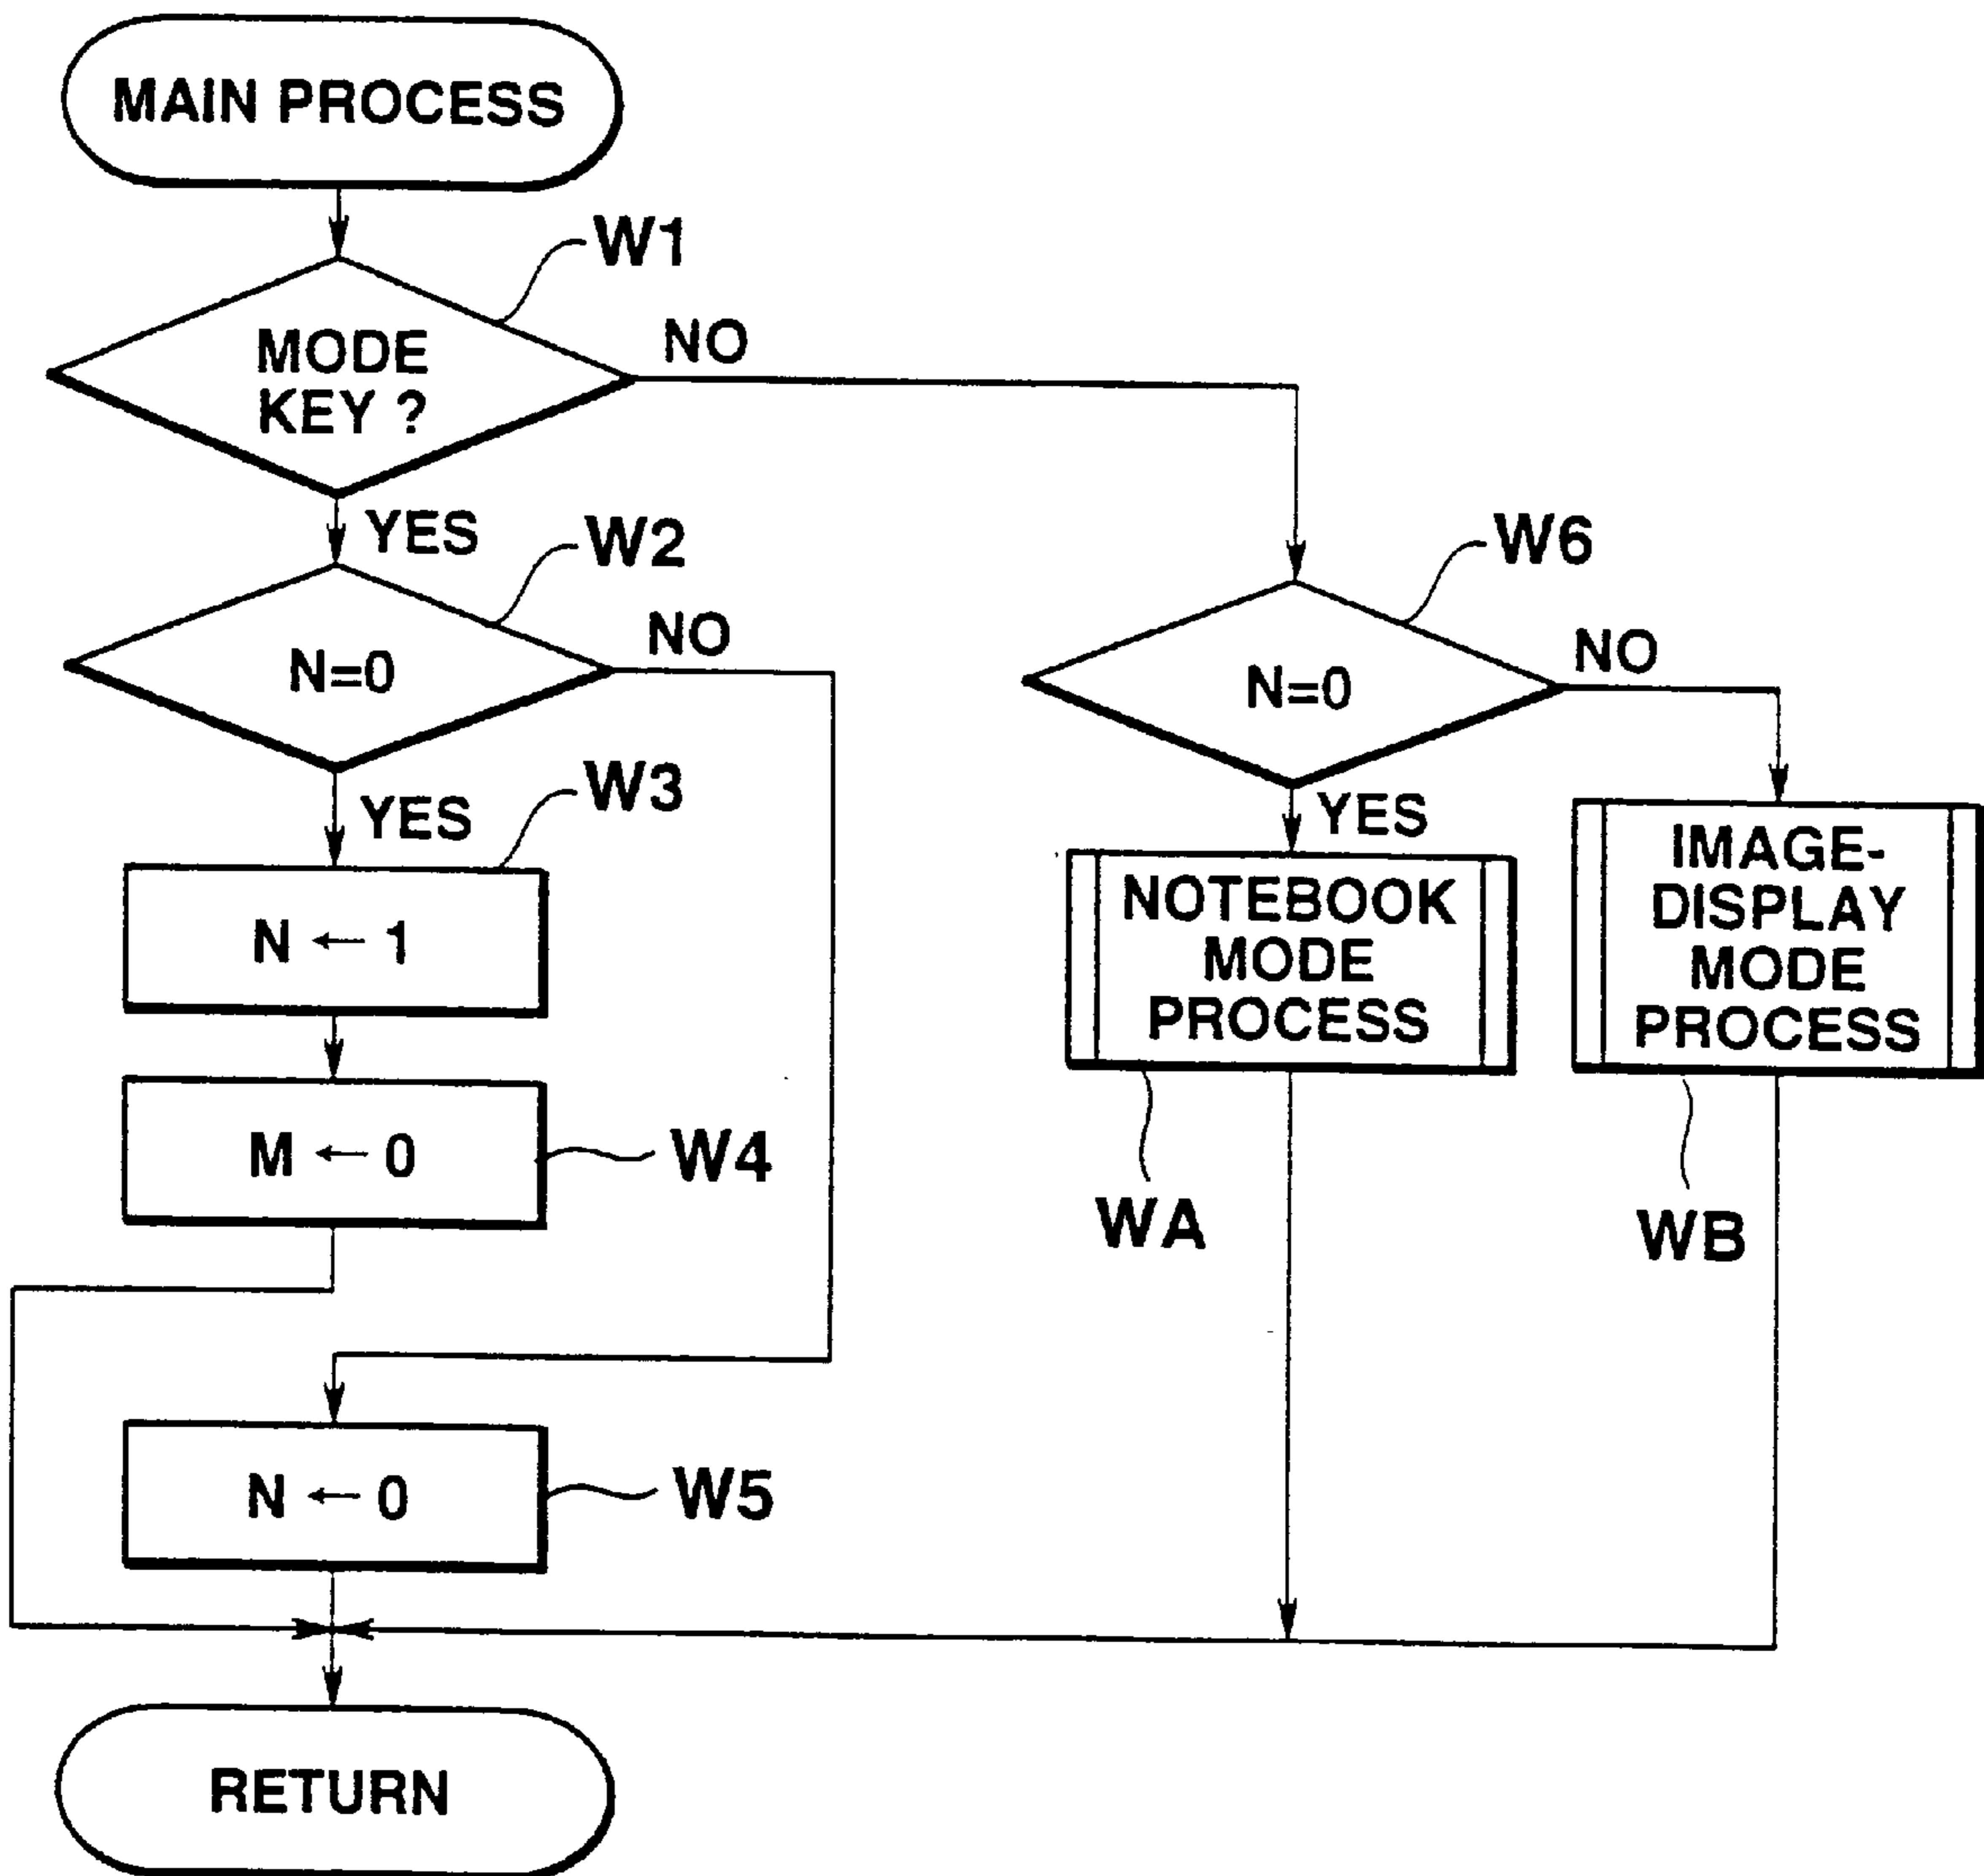 MAIN PROCESS
W1
MODE
KEY ?
NO
YES
W2
N=0
NO
YES
W3
N ← 1
M ← 0
W4
N ← 0
W5
RETURN
W6
N=0
NO
YES
NOTEBOOK
MODE
PROCESS
WA
IMAGE-
DISPLAY
MODE
PROCESS
WB